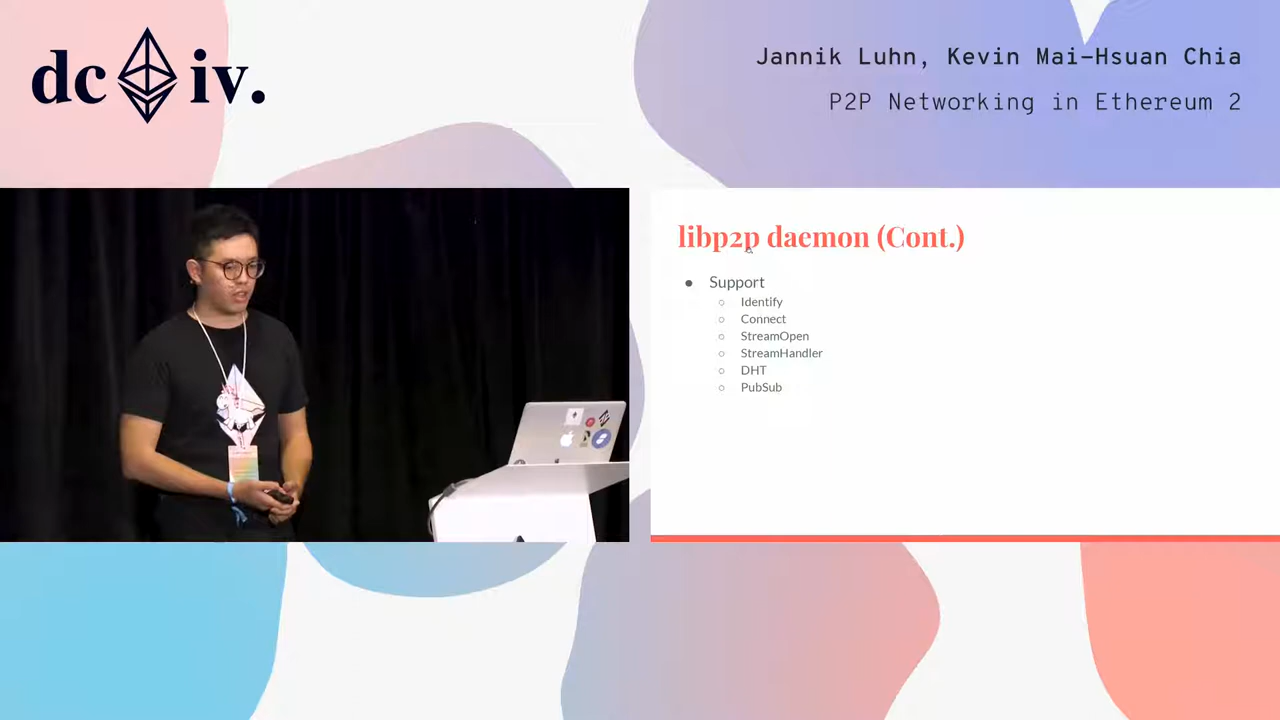 dc iv.
Jannik Luhn, Kevin Mai-Hsuan Chia
P2P Networking in Ethereum 2
libp2p daemon (Cont.)
Support
Identify
Connect
StreamOpen
StreamHandler
DHT
PubSub